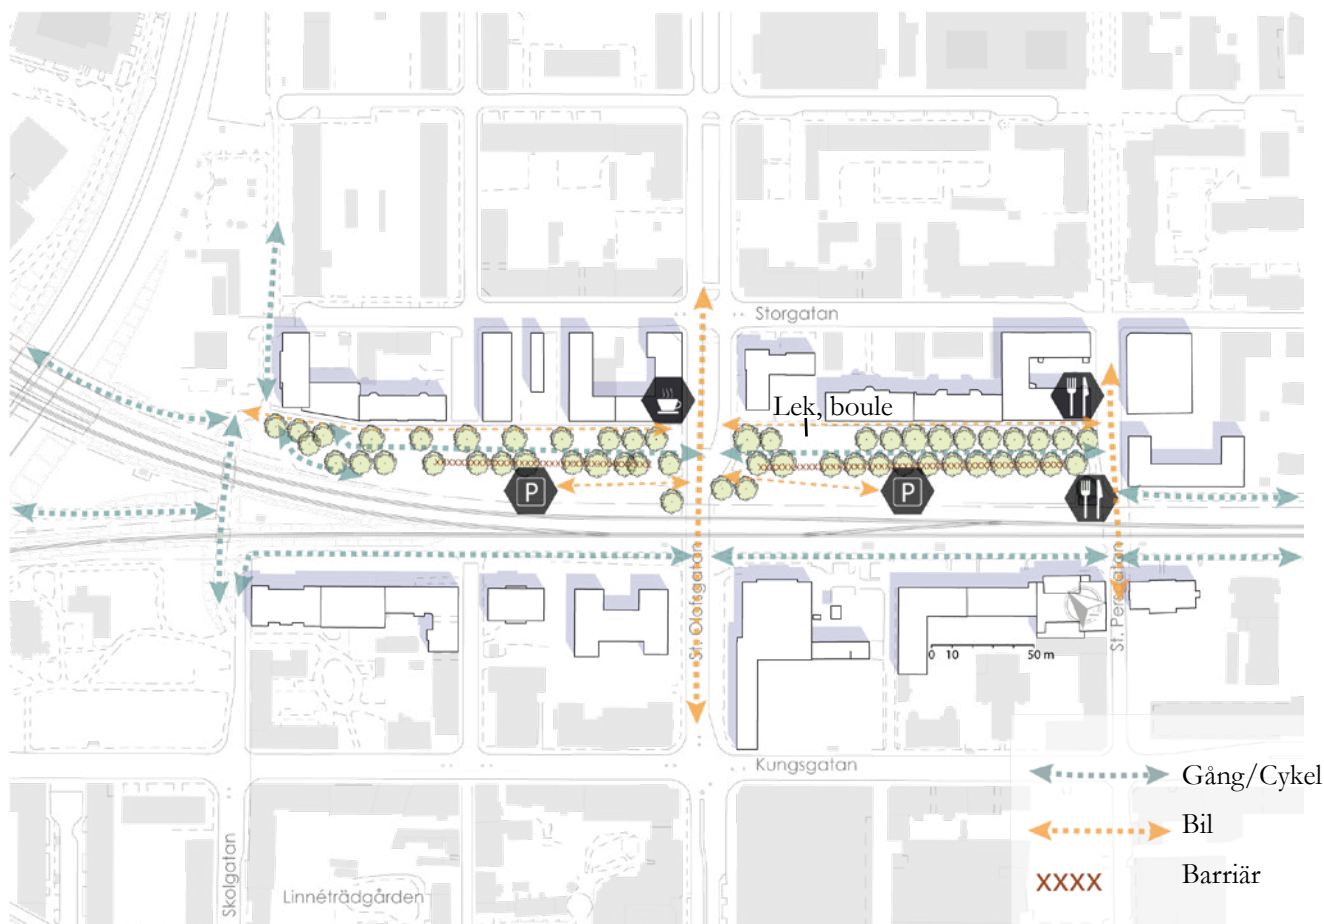 Storgatan
Lek, boule
P
P
St. Olofsgatan
St. Persgatan
0 10 50 m
Kungsgatan
Gång/Cykel
Bil
Skolgatan
xxxx
Barriär
Linnéträdgården